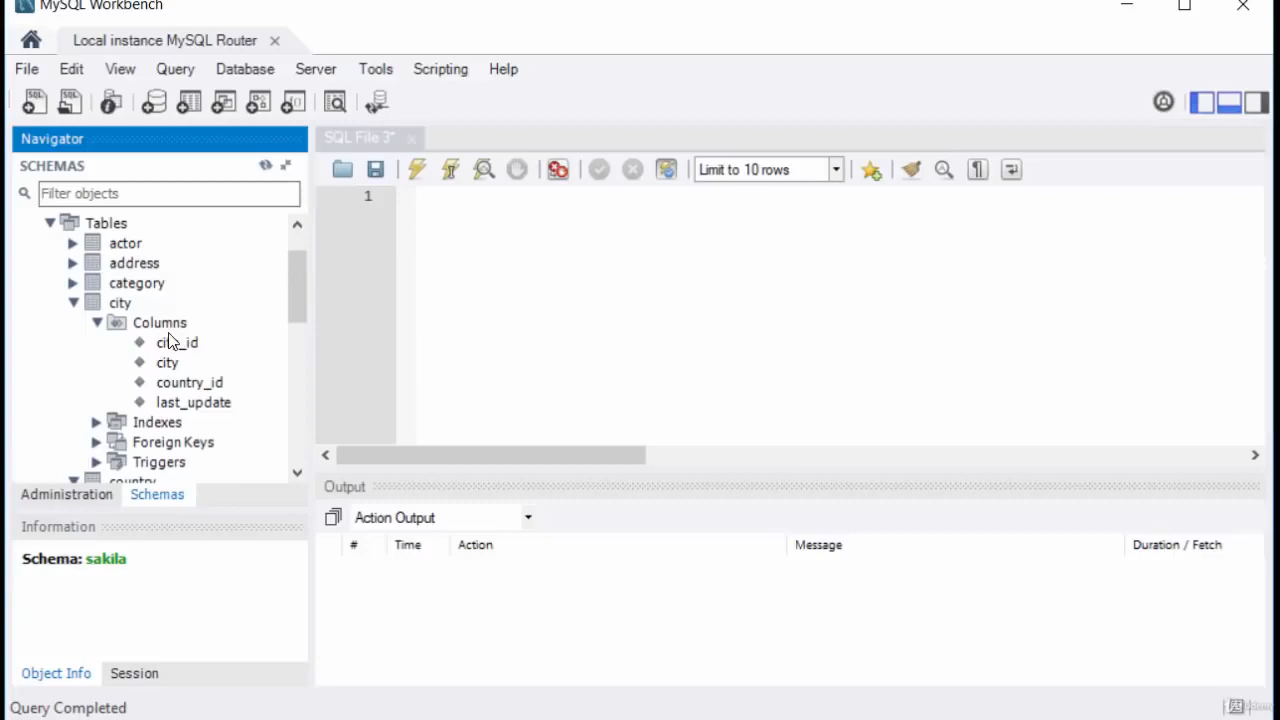 MySQL Workbench
Local instance MySQL Router
File Edit View Query Database Server Tools Scripting Help
Navigator
SCHEMAS
Filter objects
Tables
actor
address
category
city
Columns
city_id
city
country_id
last_update
Indexes
Foreign Keys
Triggers
country
Administration Schemas
Information
Schema: sakila
Object Info Session
Query Completed
SQL File 3*
Limit to 10 rows
1
Output
Action Output
# Time Action Message Duration / Fetch